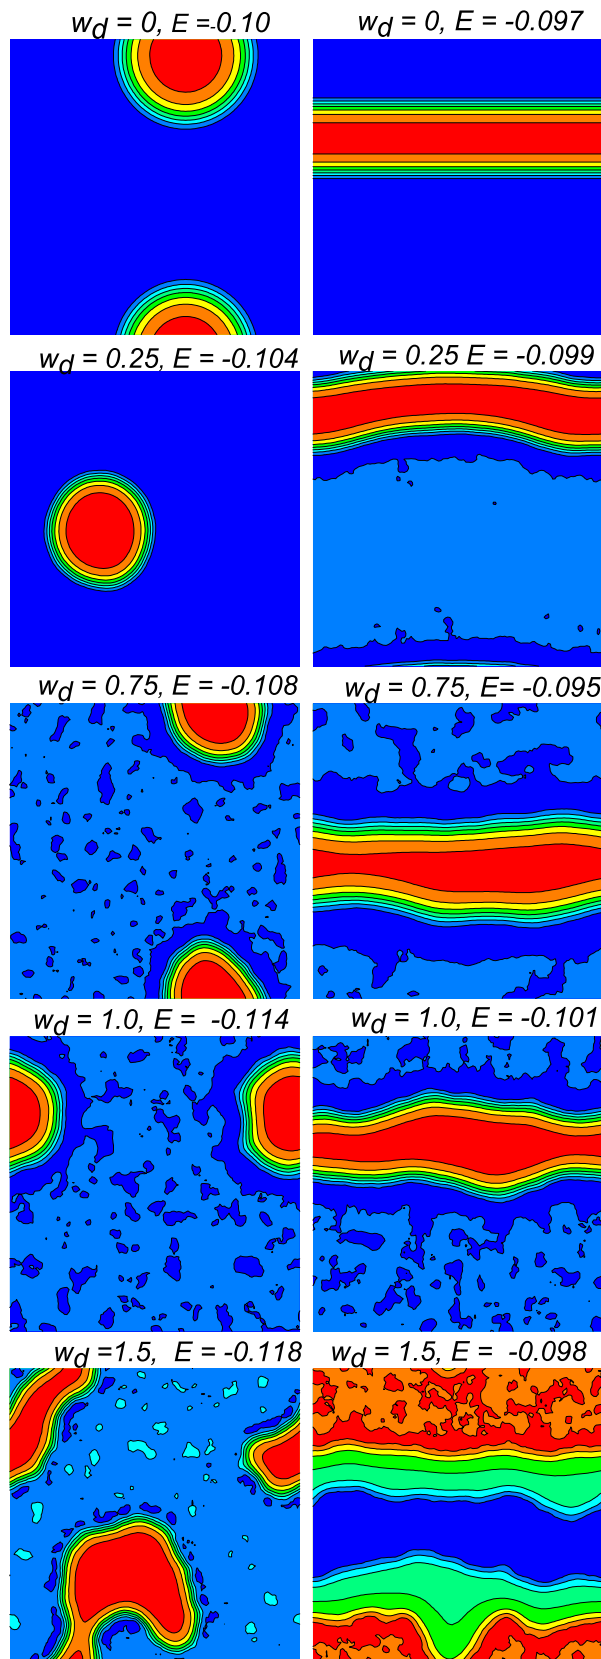 w_d = 0, E =-0.10
w_d = 0, E = -0.097
w_d = 0.25, E = -0.104
w_d = 0.25 E = -0.099
w_d = 0.75, E = -0.108
w_d = 0.75, E= -0.095
w_d = 1.0, E = -0.114
w_d = 1.0, E = -0.101
w_d =1.5, E = -0.118
w_d = 1.5, E = -0.098